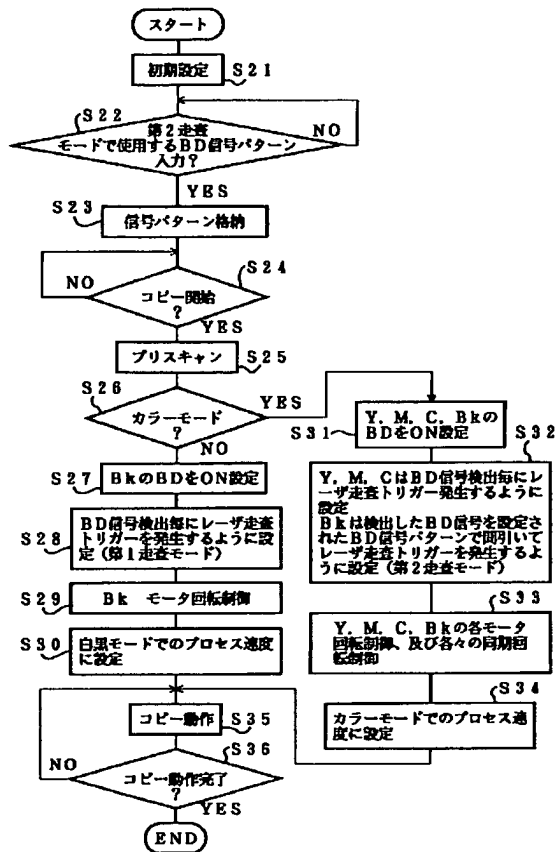 スタート
初期設定
S21
S22
第2走査
モードで使用するBD信号パターン
入力?
NO
YES
S23
信号パターン格納
S24
NO
コピー開始
?
YES
プリスキャン
S25
S26
カラーモード
?
YES
NO
S27
BkのBDをON設定
S28
BD信号検出毎にレーザ走査
トリガーを発生するように設
定(第1走査モード)
S29
Bk モータ回転制御
S30
白黒モードでのプロセス速度
に設定
S31
Y,M,C,Bkの
BDをON設定
S32
Y,M,CはBD信号検出毎にレ
ーザ走査トリガー発生するように
設定
Bkは検出したBD信号を設定さ
れたBD信号パターンで間引いて
レーザ走査トリガーを発生するよ
うに設定(第2走査モード)
S33
Y,M,C,Bkの各モータ
回転制御、及び各々の同期回
転制御
S34
カラーモードでのプロセス速
度に設定
コピー動作
S35
S36
NO
コピー動作完了
?
YES
END